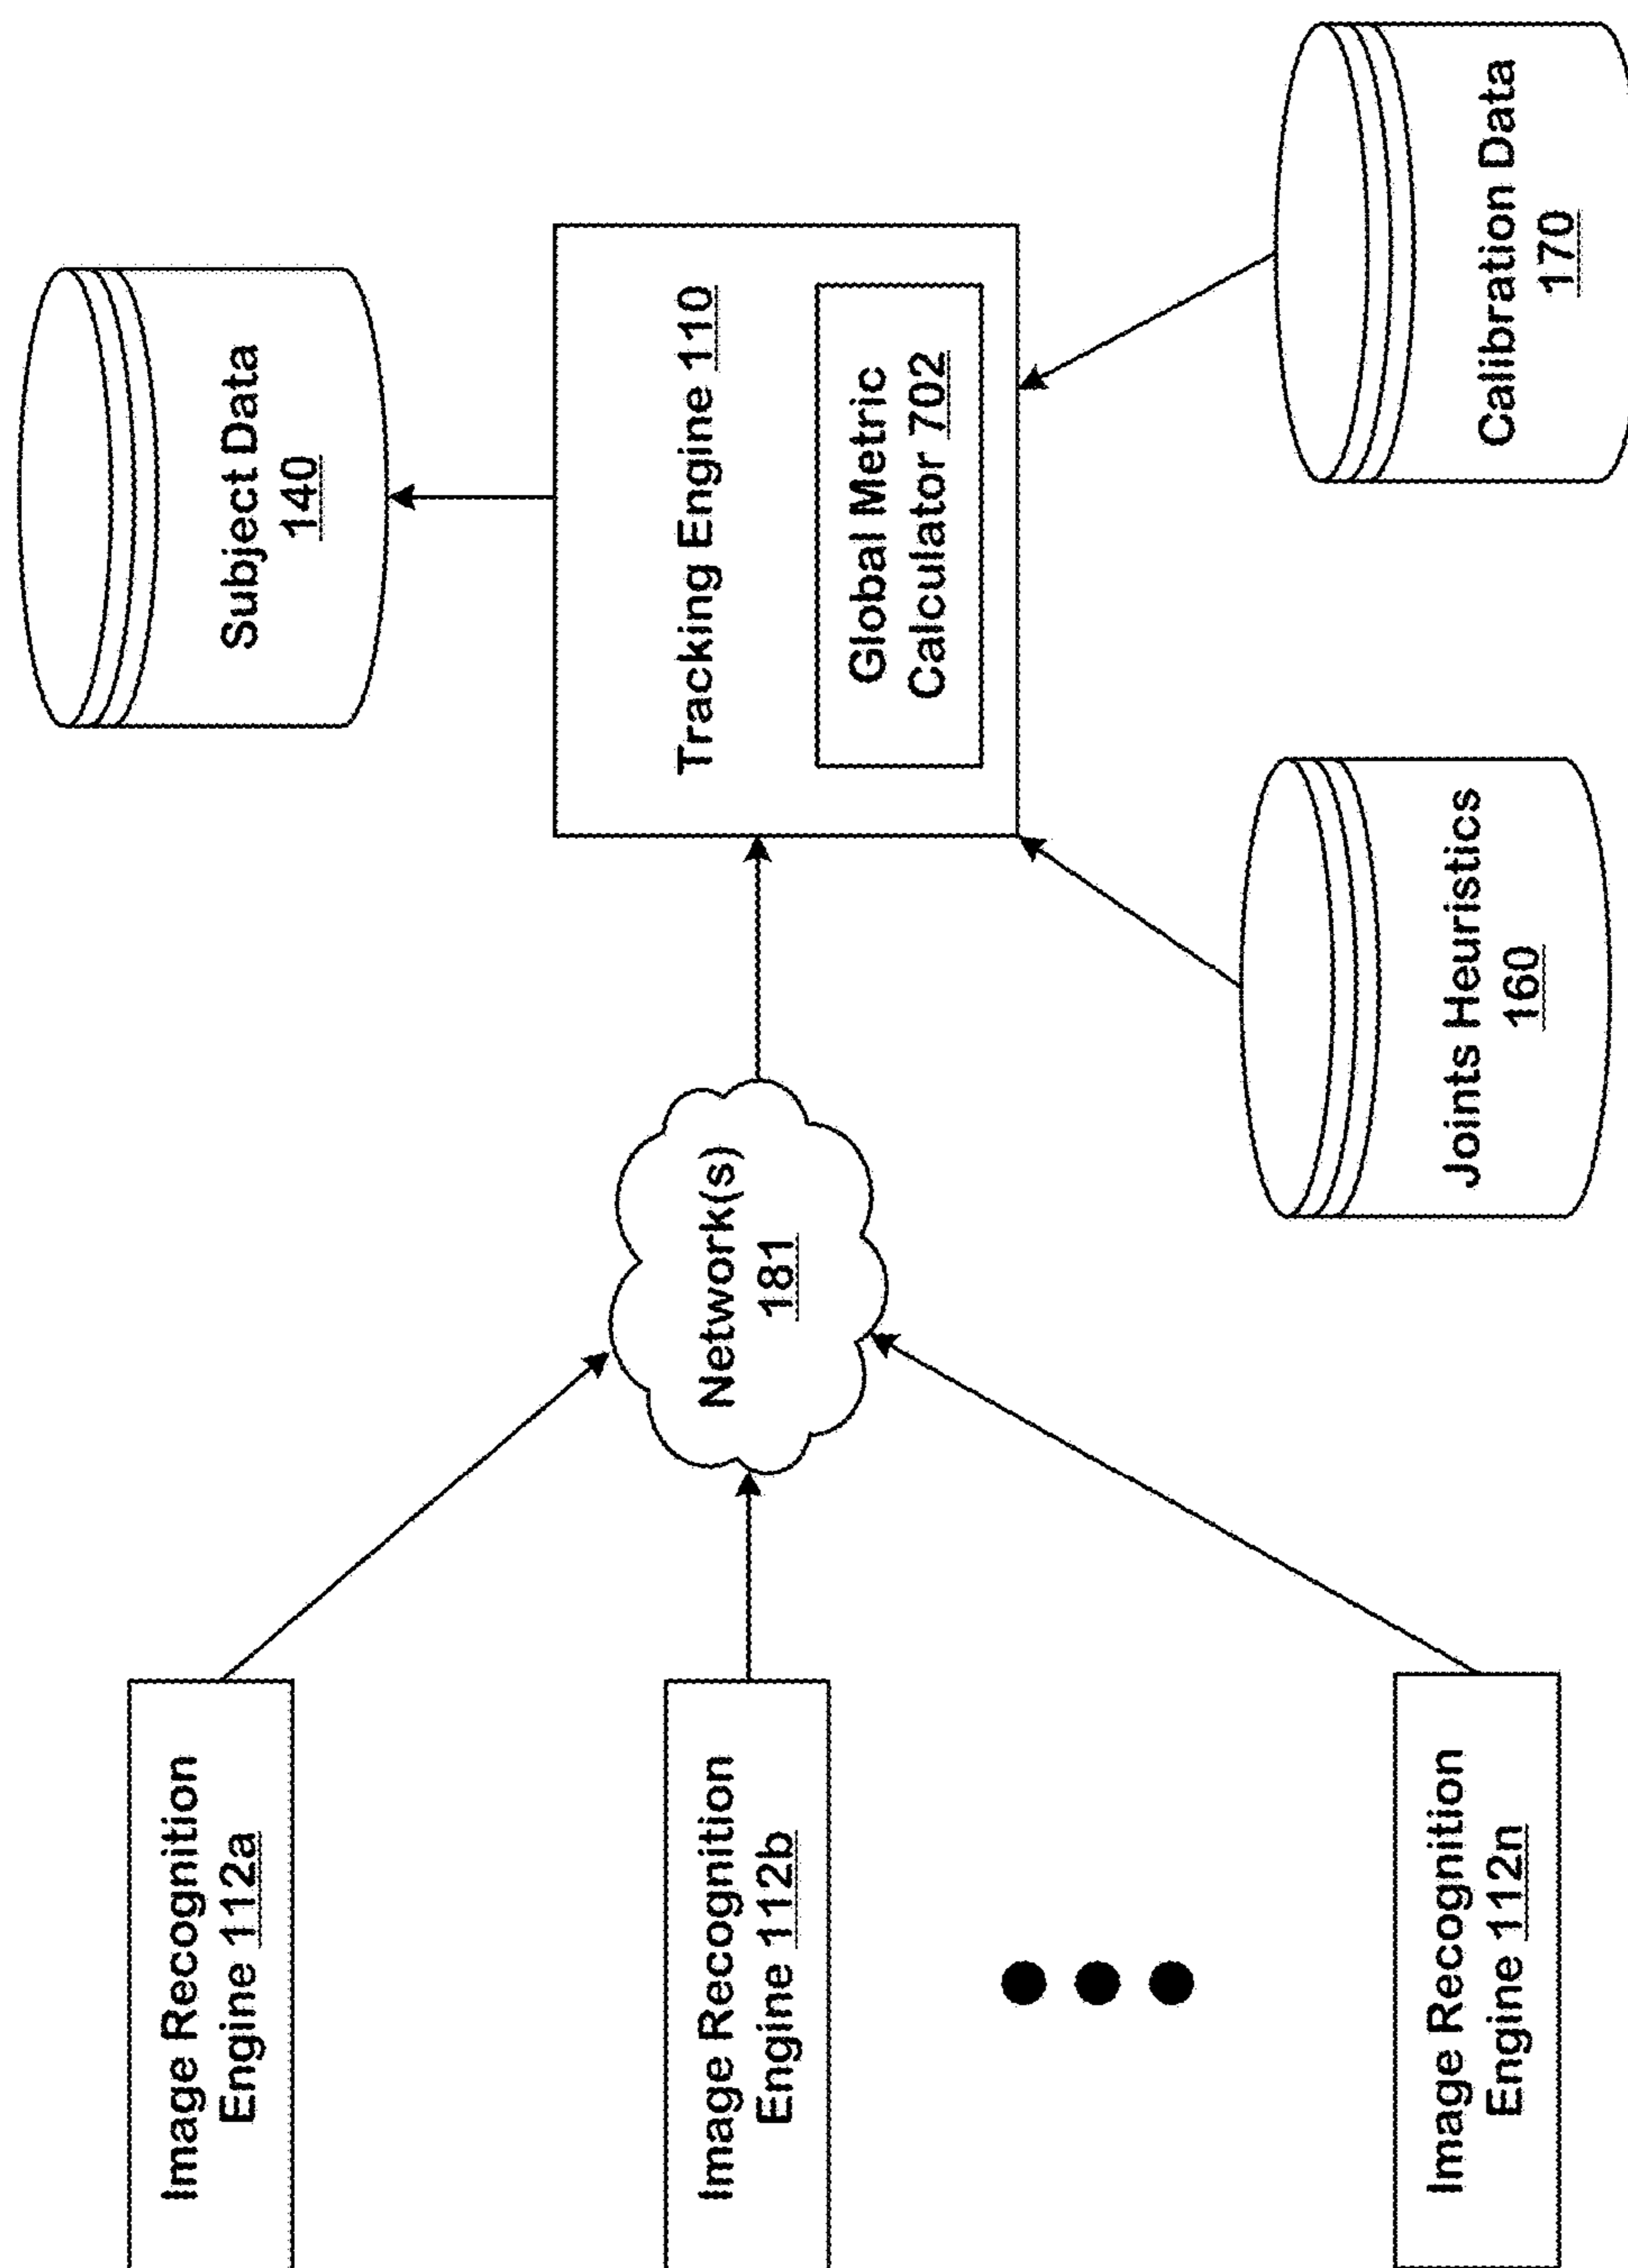 Subject Data
140
Image Recognition
Engine 112a
Tracking Engine 110
Global Metric
Calculator 702
Network(s)
181
Image Recognition
Engine 112b
Joints Heuristics
160
Calibration Data
170
Image Recognition
Engine 112n